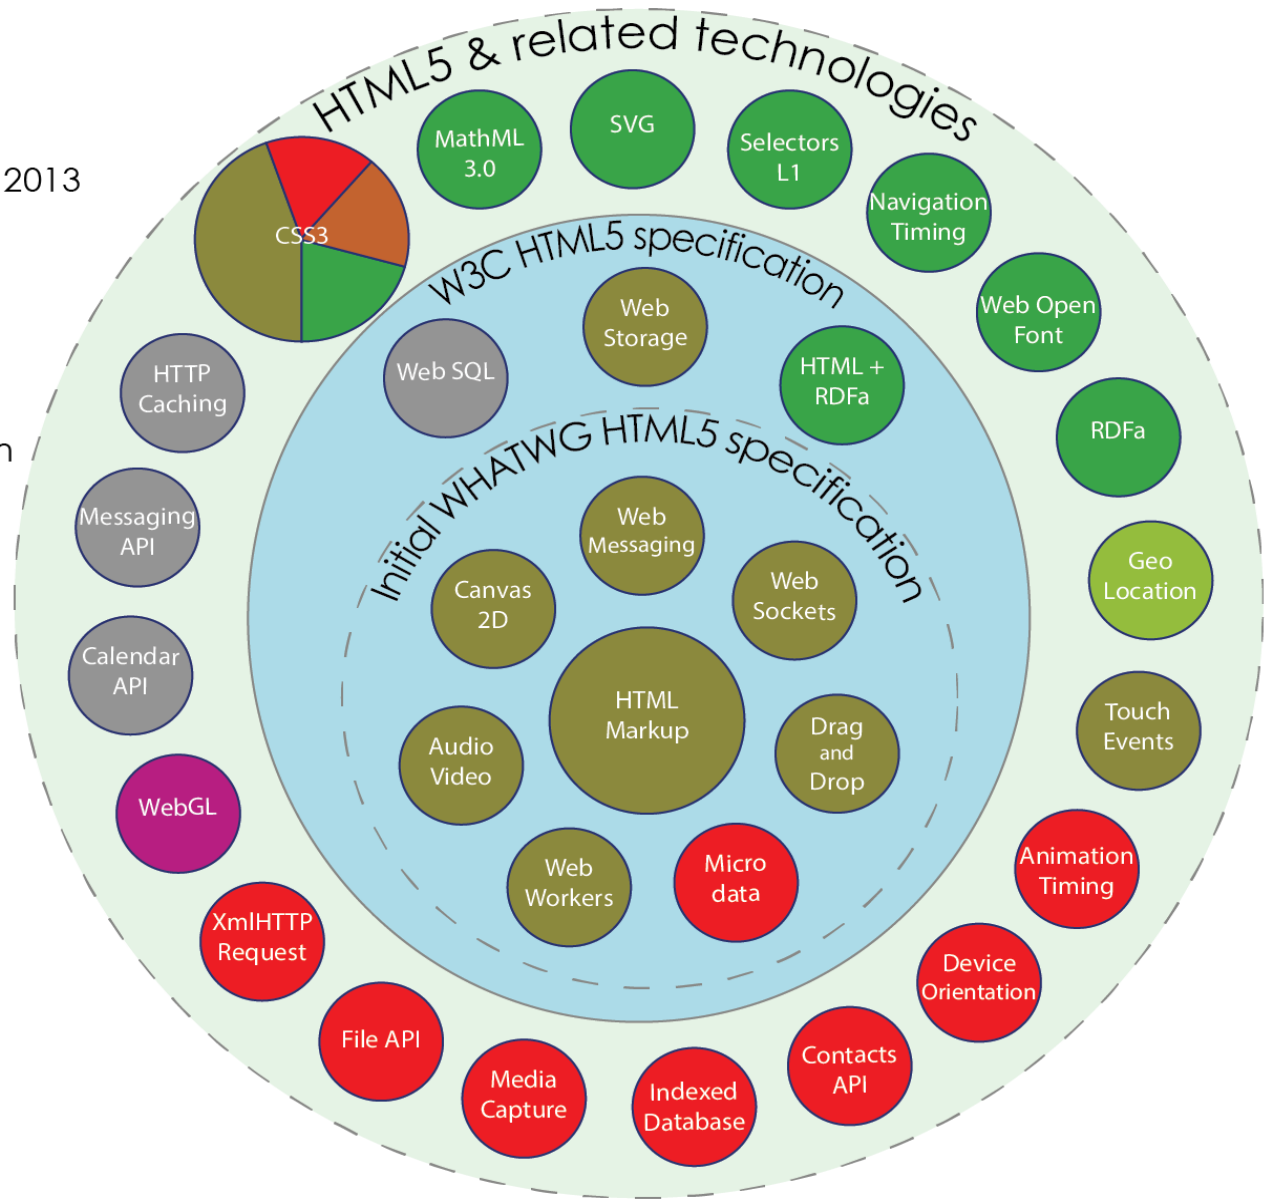 HTML5 & related technologies
2013
n
MathML
3.0
SVG
Selectors
L1
Navigation
Timing
Web Open
Font
RDFa
Geo
Location
Touch
Events
Animation
Timing
Device
Orientation
Contacts
API
Indexed
Database
Media
Capture
File API
XmlHTTP
Request
WebGL
Calendar
API
Messaging
API
HTTP
Caching
CSS3
W3C HTML5 specification
Web SQL
Web
Storage
HTML +
RDFa
Initial WHATWG HTML5 specification
Web
Messaging
Canvas
2D
Web
Sockets
HTML
Markup
Audio
Video
Drag
and
Drop
Web
Workers
Micro
data